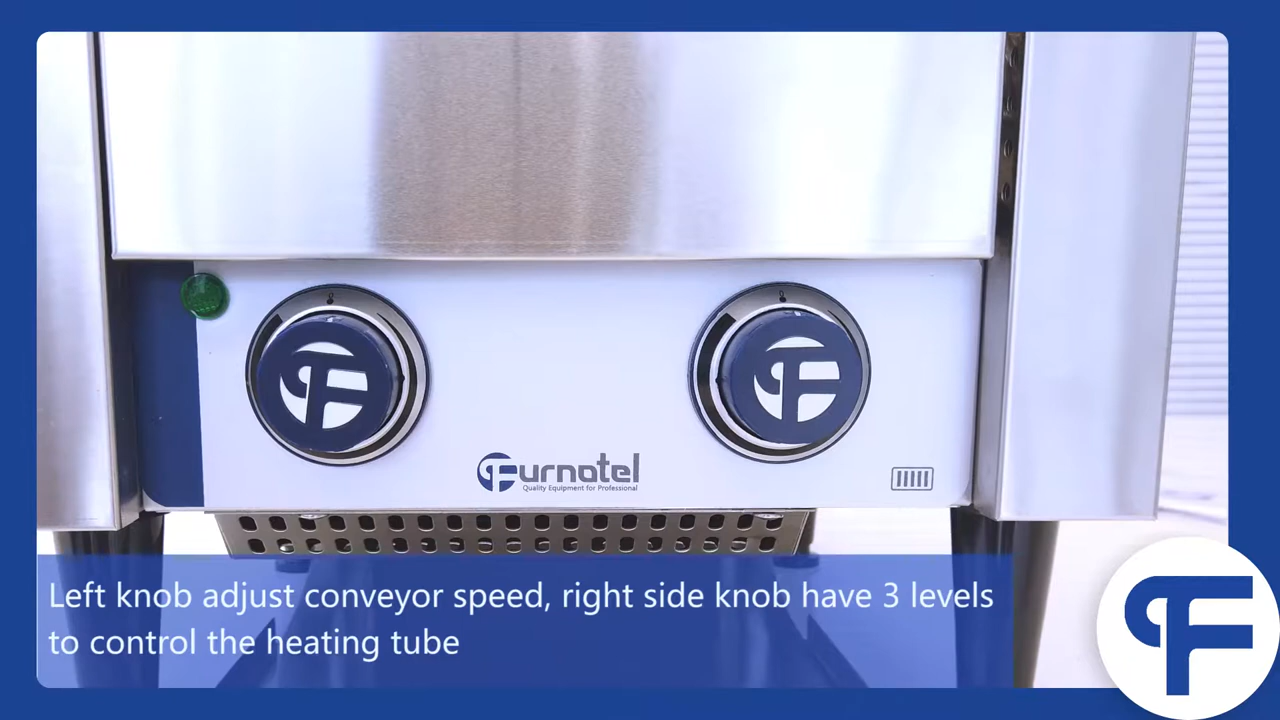 Furnotel
Quality Equipment for Professional
Left knob adjust conveyor speed, right side knob have 3 levels
to control the heating tube